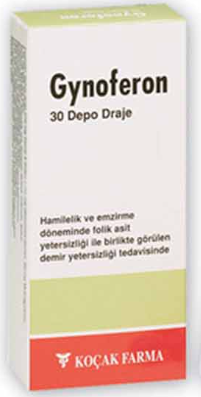 Gynoferon
30 Depo Draje
Hamilelik ve emzirme
döneminde folik asit
yetersizliği ile birlikte görülen
demir yetersizliği tedavisinde
KOÇAK FARMA